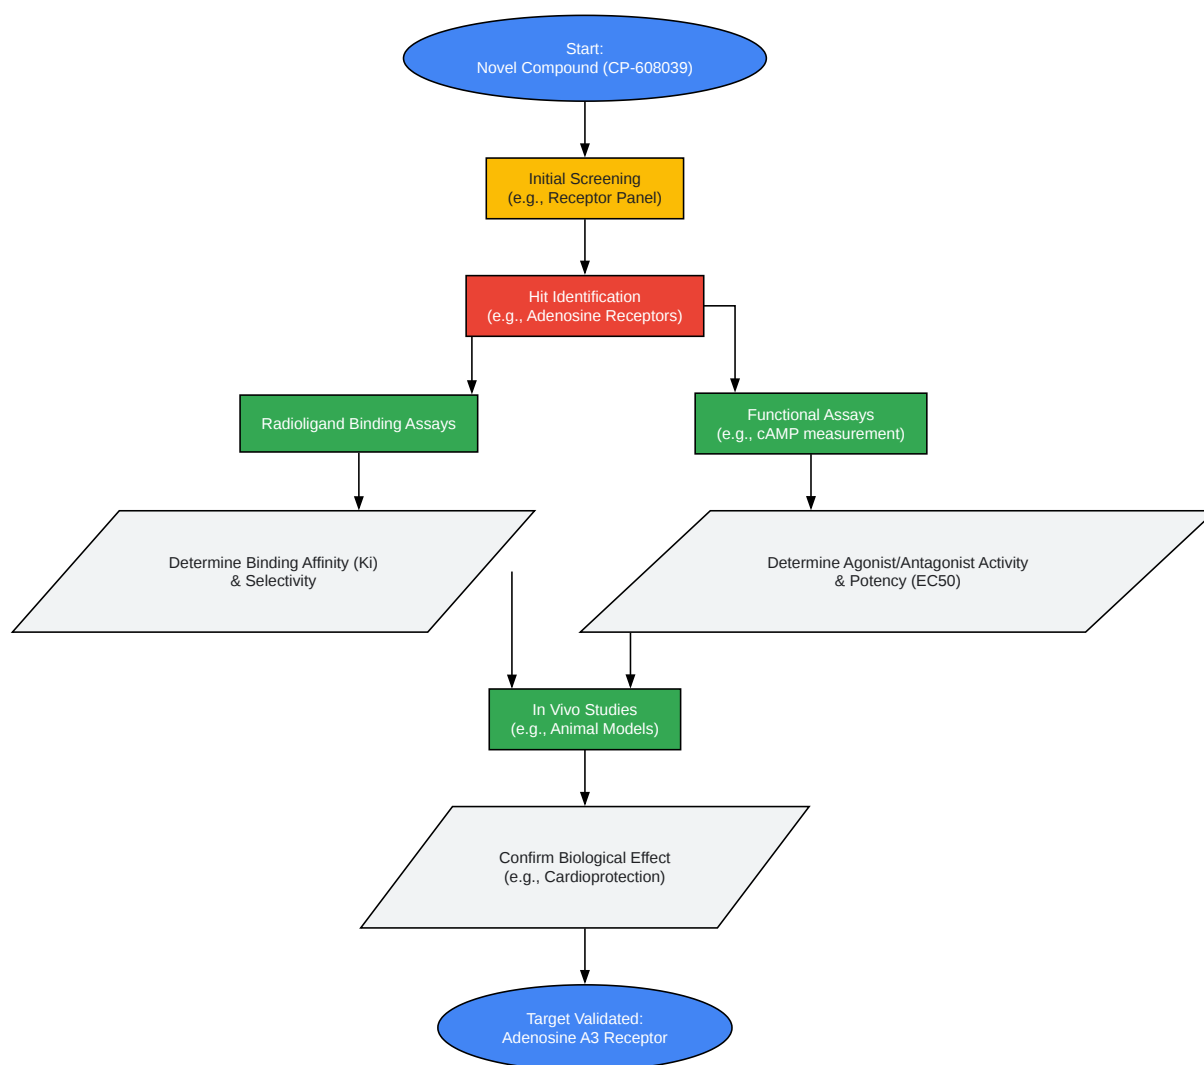 Start:
Novel Compound (CP-608039)
Initial Screening
(e.g., Receptor Panel)
Hit Identification
(e.g., Adenosine Receptors)
Radioligand Binding Assays
Functional Assays
(e.g., cAMP measurement)
Determine Binding Affinity (Ki)
& Selectivity
Determine Agonist/Antagonist Activity
& Potency (EC50)
In Vivo Studies
(e.g., Animal Models)
Confirm Biological Effect
(e.g., Cardioprotection)
Target Validated:
Adenosine A3 Receptor